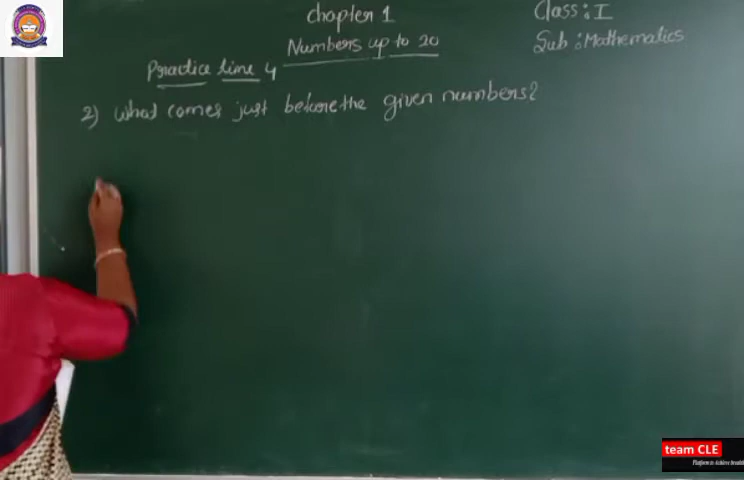 Chapter 1
Class: I
Numbers up to 20
Sub: Mathematics
Practice time 4
2) What comes just before the given numbers?
team CLE